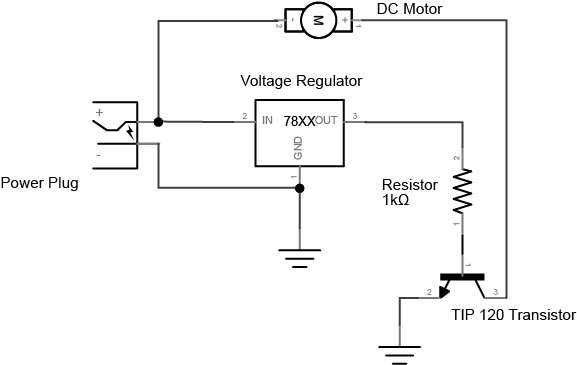 DC Motor
- M +
2 1
Voltage Regulator
+
2 IN 78XX OUT 3
GND
1
-
Power Plug
2
Resistor
1kΩ
1
1
2 3
TIP 120 Transistor